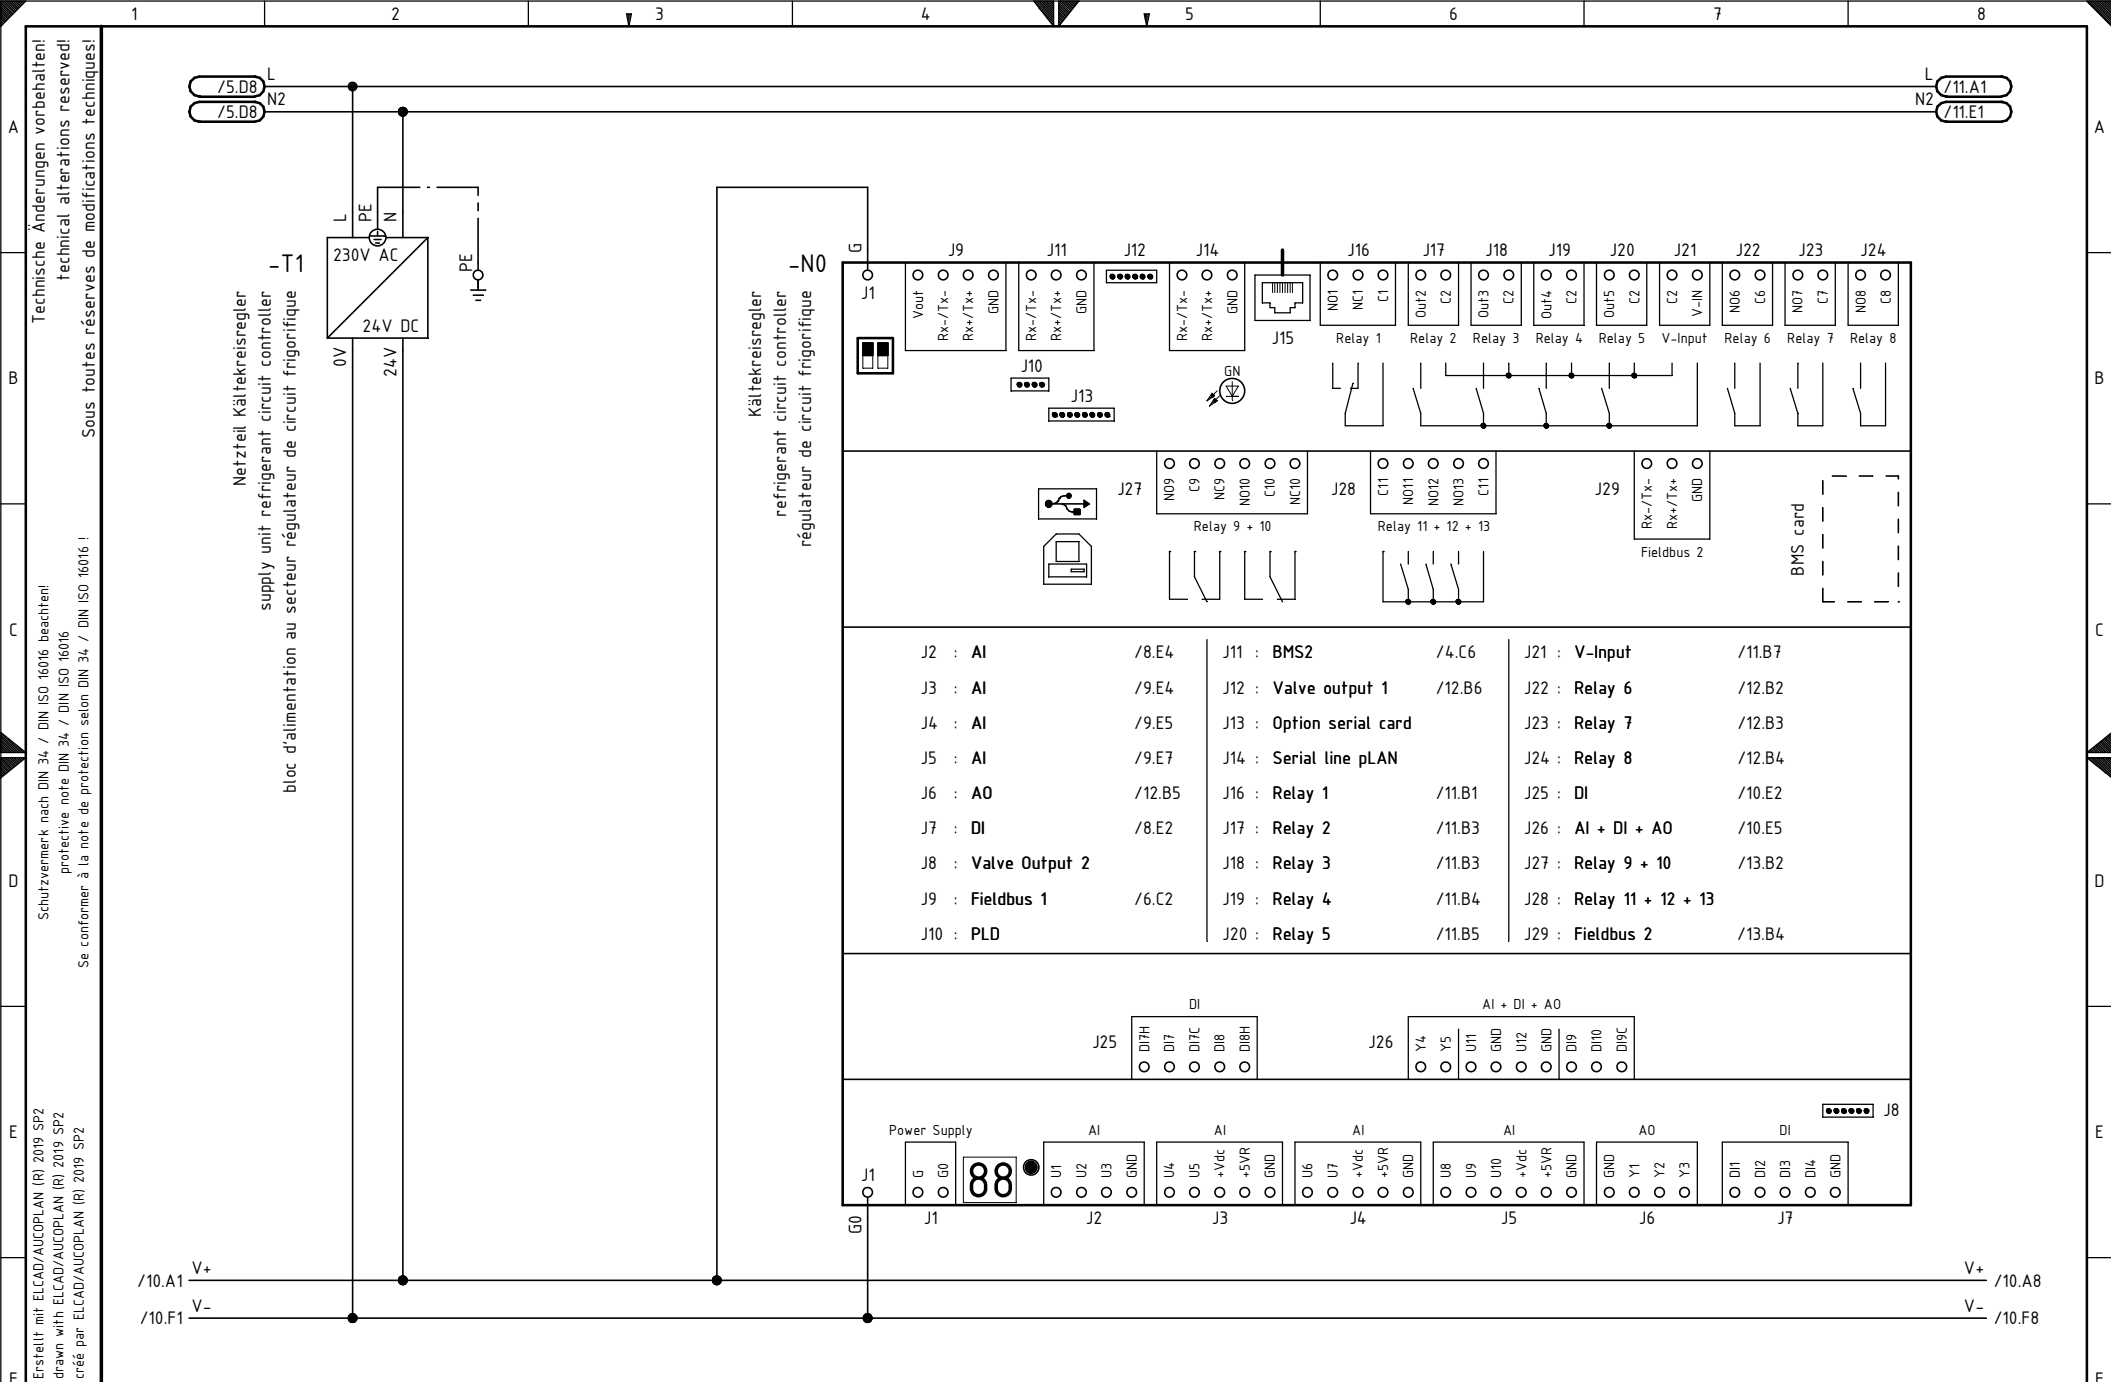 1 2 3 4 5 6 7 8
A A
B B
C C
D D
E E
F F
Technische Änderungen vorbehalten!
technical alterations reserved!
Sous toutes réserves de modifications techniques!
Schutzvermerk nach DIN 34 / DIN ISO 16016 beachten!
protective note DIN 34 / DIN ISO 16016
Se conformer à la note de protection selon DIN 34 / DIN ISO 16016 !
Erstellt mit ELCAD/AUCOPLAN (R) 2019 SP2
drawn with ELCAD/AUCOPLAN (R) 2019 SP2
créé par ELCAD/AUCOPLAN (R) 2019 SP2
/5.D8 L L /11.A1
/5.D8 N2 N2 /11.E1
L PE N
230V AC
24V DC
0V 24V
PE
-T1
Netzteil Kältekreisregler
supply unit refrigerant circuit controller
bloc d'alimentation au secteur régulateur de circuit frigorifique
-N0
Kältekreisregler
refrigerant circuit controller
régulateur de circuit frigorifique
G
J1
J9 J11 J12 J14 J16 J17 J18 J19 J20 J21 J22 J23 J24
Vout Rx-/Tx- Rx+/Tx+ GND
Rx-/Tx- Rx+/Tx+ GND
Rx-/Tx- Rx+/Tx+ GND
NO1 NC1 C1
Out2 C2
Out3 C2
Out4 C2
Out5 C2
C2 V-IN
NO6 C6
NO7 C7
NO8 C8
J15
Relay 1 Relay 2 Relay 3 Relay 4 Relay 5 V-Input Relay 6 Relay 7 Relay 8
J10
J13
GN
J27
NO9 C9 NC9 NO10 C10 NC10
Relay 9 + 10
J28
C11 NO11 NO12 NO13 C11
Relay 11 + 12 + 13
J29
Rx-/Tx- Rx+/Tx+ GND
Fieldbus 2
BMS card
J2 : AI /8.E4
J3 : AI /9.E4
J4 : AI /9.E5
J5 : AI /9.E7
J6 : AO /12.B5
J7 : DI /8.E2
J8 : Valve Output 2
J9 : Fieldbus 1 /6.C2
J10 : PLD
J11 : BMS2 /4.C6
J12 : Valve output 1 /12.B6
J13 : Option serial card
J14 : Serial line pLAN
J16 : Relay 1 /11.B1
J17 : Relay 2 /11.B3
J18 : Relay 3 /11.B3
J19 : Relay 4 /11.B4
J20 : Relay 5 /11.B5
J21 : V-Input /11.B7
J22 : Relay 6 /12.B2
J23 : Relay 7 /12.B3
J24 : Relay 8 /12.B4
J25 : DI /10.E2
J26 : AI + DI + AO /10.E5
J27 : Relay 9 + 10 /13.B2
J28 : Relay 11 + 12 + 13
J29 : Fieldbus 2 /13.B4
DI
J25
DI7H DI7 DI7C DI8 DI8H
AI + DI + AO
J26
Y4 Y5 U11 GND U12 GND DI9 DI10 DI9C
J8
Power Supply AI AI AI AI AO DI
J1
G G0
88
U1 U2 U3 GND
U4 U5 +Vdc +5VR GND
U6 U7 +Vdc +5VR GND
U8 U9 U10 +Vdc +5VR GND
GND Y1 Y2 Y3
DI1 DI2 DI3 DI4 GND
G0
J1 J2 J3 J4 J5 J6 J7
/10.A1 V+ V+ /10.A8
/10.F1 V- V- /10.F8